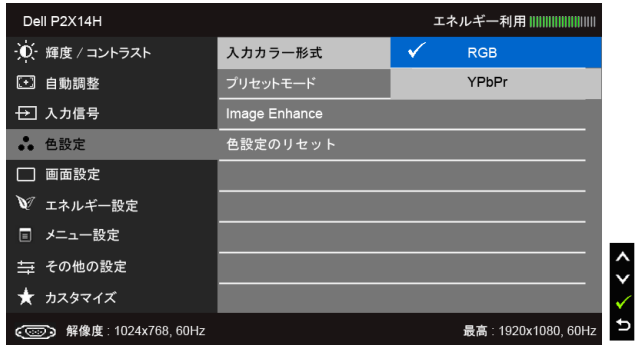 Dell P2X14H
エネルギー利用
輝度 / コントラスト
入力カラー形式
RGB
自動調整
プリセットモード
YPbPr
入力信号
Image Enhance
色設定
色設定のリセット
画面設定
エネルギー設定
メニュー設定
その他の設定
カスタマイズ
解像度 : 1024x768, 60Hz
最高 : 1920x1080, 60Hz